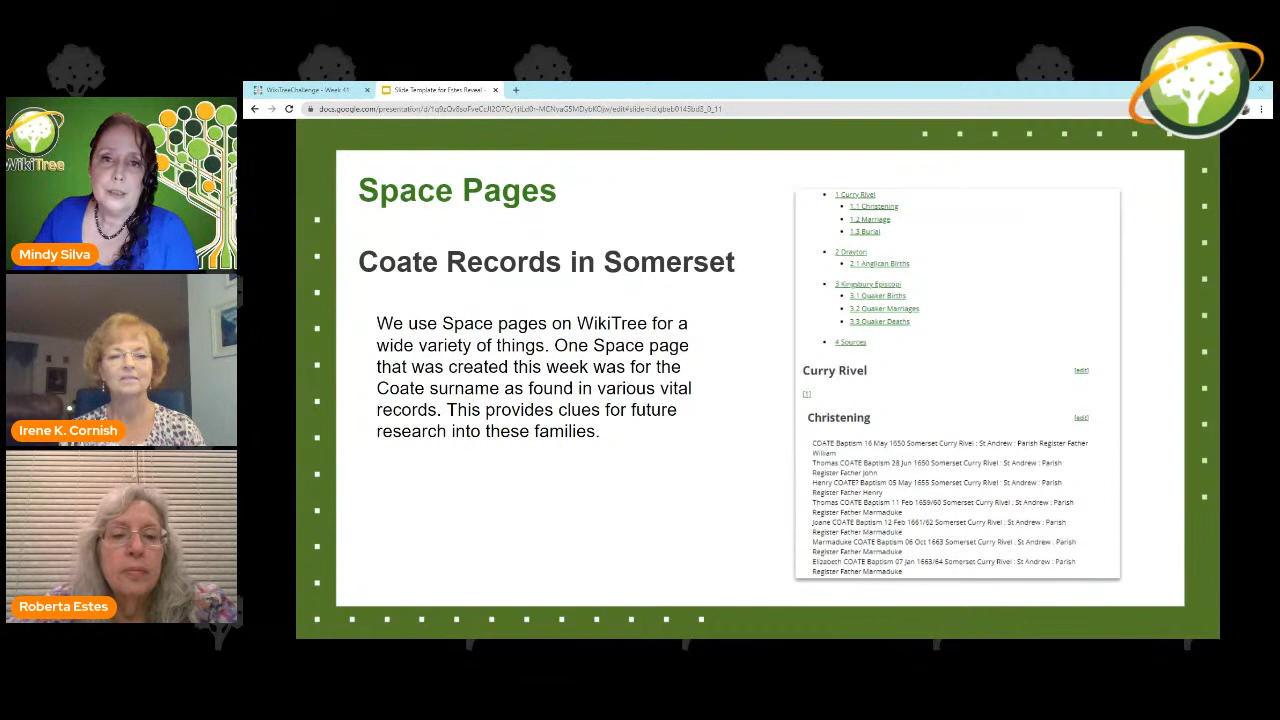 WikiTreeChallenge - Week 41
Slide Template for Estes Reveal -
WikiTree
Mindy Silva
Irene K. Cornish
Roberta Estes
Space Pages
Coate Records in Somerset
We use Space pages on WikiTree for a
wide variety of things. One Space page
that was created this week was for the
Coate surname as found in various vital
records. This provides clues for future
research into these families.
1 Curry Rivel
1.1 Christening
1.2 Marriage
1.3 Burial
2 Drayton
2.1 Anglican Births
3 Kingsbury Episcopi
3.1 Quaker Births
3.2 Quaker Marriages
3.3 Quaker Deaths
4 Sources
Curry Rivel [edit]
[1]
Christening [edit]
COATE Baptism 16 May 1650 Somerset Curry Rivel : St Andrew : Parish Register Father
William
Thomas COATE Baptism 28 Jun 1650 Somerset Curry Rivel : St Andrew : Parish
Register Father John
Henry COATE? Baptism 05 May 1655 Somerset Curry Rivel : St Andrew : Parish
Register Father Henry
Thomas COATE Baptism 11 Feb 1659/60 Somerset Curry Rivel : St Andrew : Parish
Register Father Marmaduke
Joane COATE Baptism 12 Feb 1661/62 Somerset Curry Rivel : St Andrew : Parish
Register Father Marmaduke
Marmaduke COATE Baptism 06 Oct 1663 Somerset Curry Rivel : St Andrew : Parish
Register Father Marmaduke
Elizabeth COATE Baptism 07 Jan 1663/64 Somerset Curry Rivel : St Andrew : Parish
Register Father Marmaduke